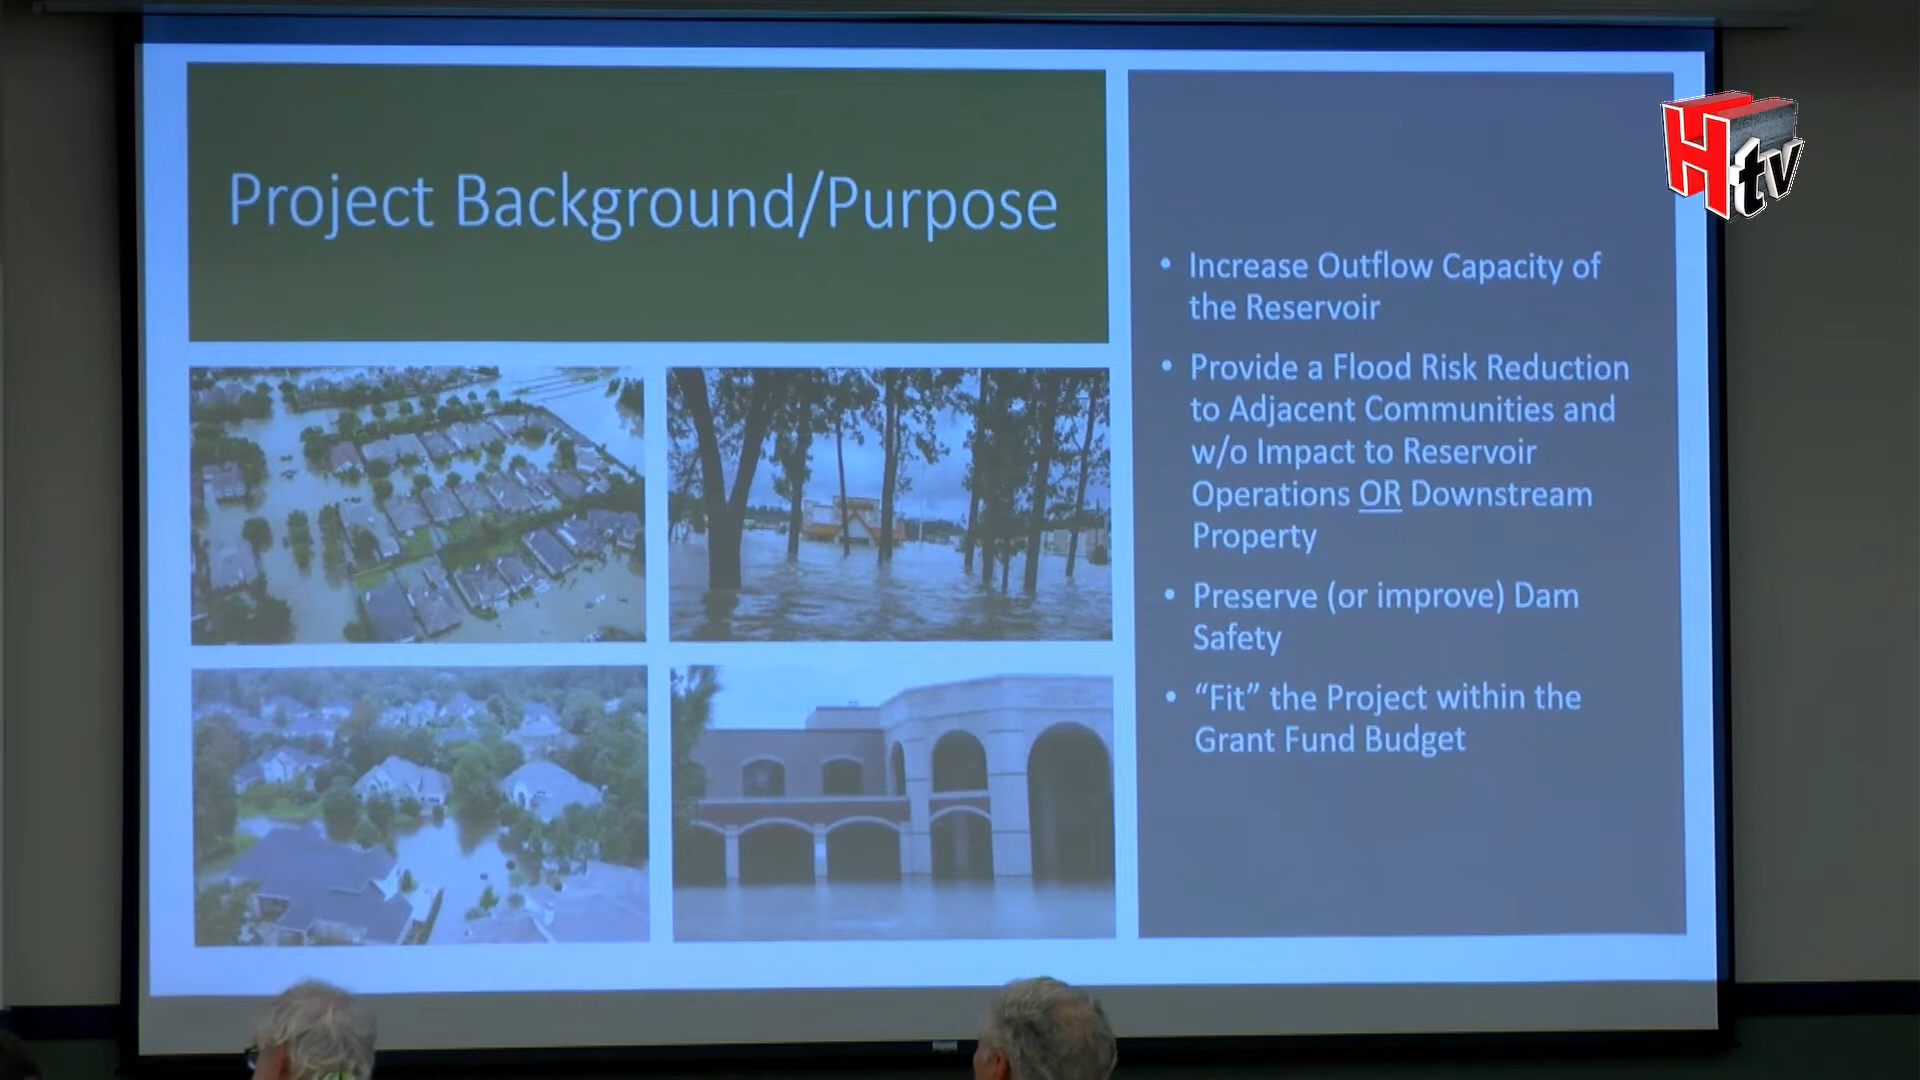 Project Background/Purpose
Htv
• Increase Outflow Capacity of
the Reservoir
• Provide a Flood Risk Reduction
to Adjacent Communities and
w/o Impact to Reservoir
Operations OR Downstream
Property
• Preserve (or improve) Dam
Safety
• “Fit” the Project within the
Grant Fund Budget